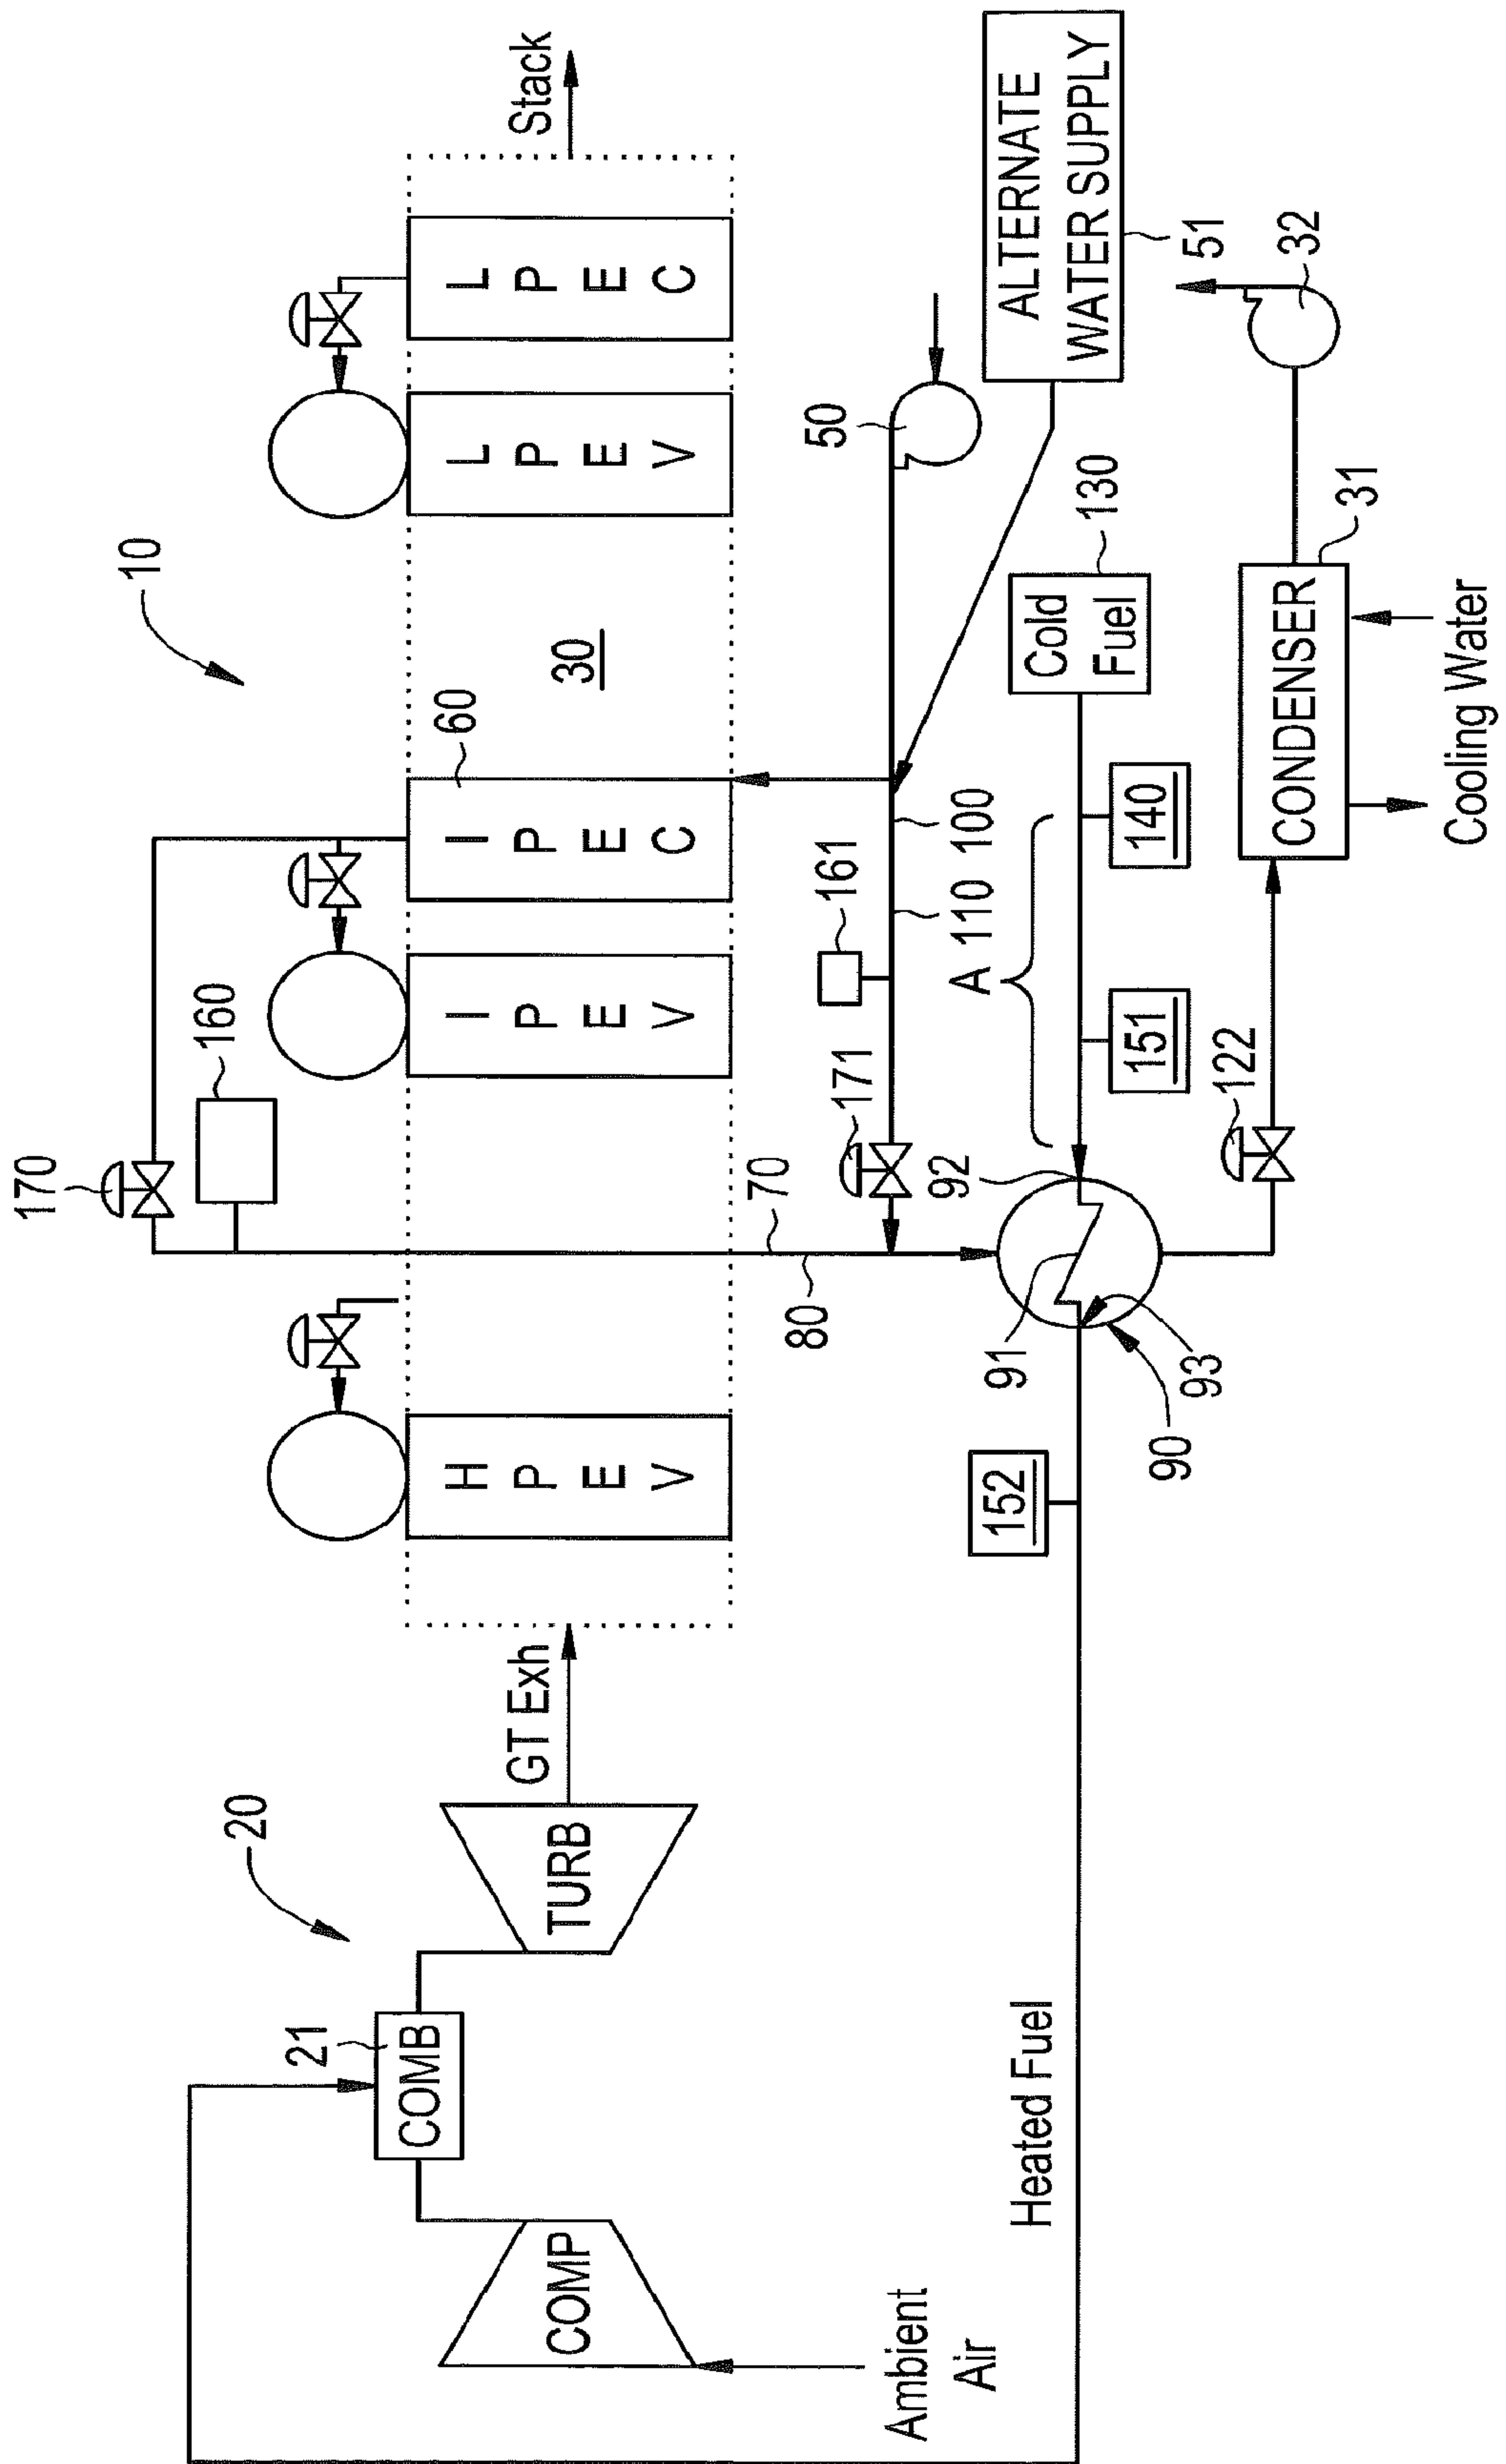 10
20
21
COMB
COMP
TURB
Ambient
Air
GT Exh
Heated Fuel
170
160
H
P
E
V
I
P
E
V
I
P
E
C
60
30
L
P
E
V
L
P
E
C
Stack
70
80
171
161
110
100
50
ALTERNATE
WATER SUPPLY
51
152
90
91
92
93
A
151
140
Cold
Fuel
130
122
CONDENSER
31
32
Cooling Water